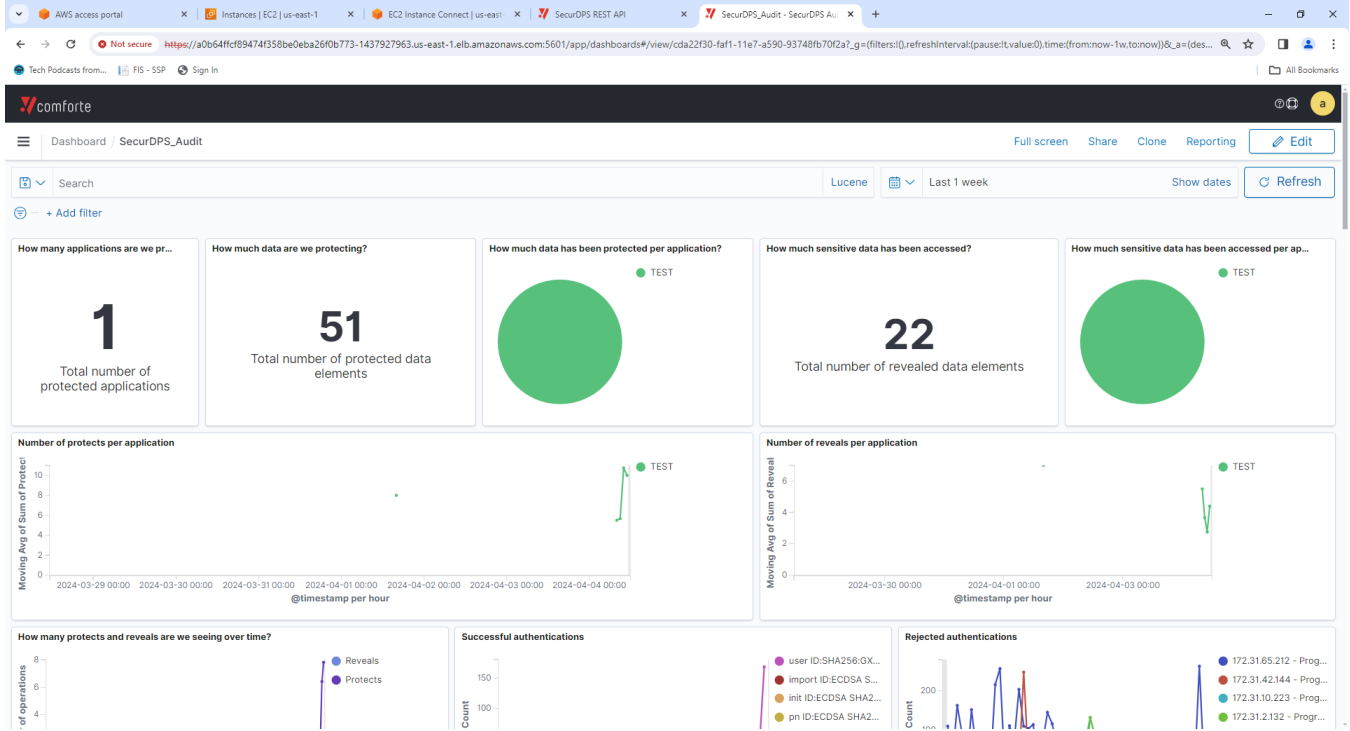 AWS access portal
Instances | EC2 | us-east-1
EC2 Instance Connect | us-east
SecurDPS REST API
SecurDPS_Audit - SecurDPS Au
Not secure https://a0b64ffcf89474f358be0eba26f0b773-1437927963.us-east-1.elb.amazonaws.com:5601/app/dashboards#/view/cda22f30-faf1-11e7-a590-93748fb70f2a?_g=(filters:!(),refreshInterval:(pause:!t,value:0),time:(from:now-1w,to:now))&_a=(des...
Tech Podcasts from... FIS - SSP Sign In All Bookmarks
comforte
a
Dashboard / SecurDPS_Audit Full screen Share Clone Reporting Edit
Search Lucene Last 1 week Show dates Refresh
+ Add filter
How many applications are we pr...
1
Total number of
protected applications
How much data are we protecting?
51
Total number of protected data
elements
How much data has been protected per application?
TEST
How much sensitive data has been accessed?
22
Total number of revealed data elements
How much sensitive data has been accessed per ap...
TEST
Number of protects per application
Moving Avg of Sum of Protect
10
8
6
4
2
0
2024-03-29 00:00 2024-03-30 00:00 2024-03-31 00:00 2024-04-01 00:00 2024-04-02 00:00 2024-04-03 00:00 2024-04-04 00:00
@timestamp per hour
TEST
Number of reveals per application
Moving Avg of Sum of Reveal
6
4
2
0
2024-03-30 00:00 2024-04-01 00:00 2024-04-03 00:00
@timestamp per hour
TEST
How many protects and reveals are we seeing over time?
of operations
8
6
4
Reveals
Protects
Successful authentications
Count
150
100
user ID:SHA256:GX...
import ID:ECDSA S...
init ID:ECDSA SHA2...
pn ID:ECDSA SHA2...
Rejected authentications
Count
200
100
172.31.65.212 - Prog...
172.31.42.144 - Prog...
172.31.10.223 - Prog...
172.31.2.132 - Progr...